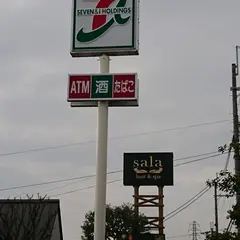 SEVEN & i HOLDINGS
ATM 酒 たばこ
sala
hair & spa